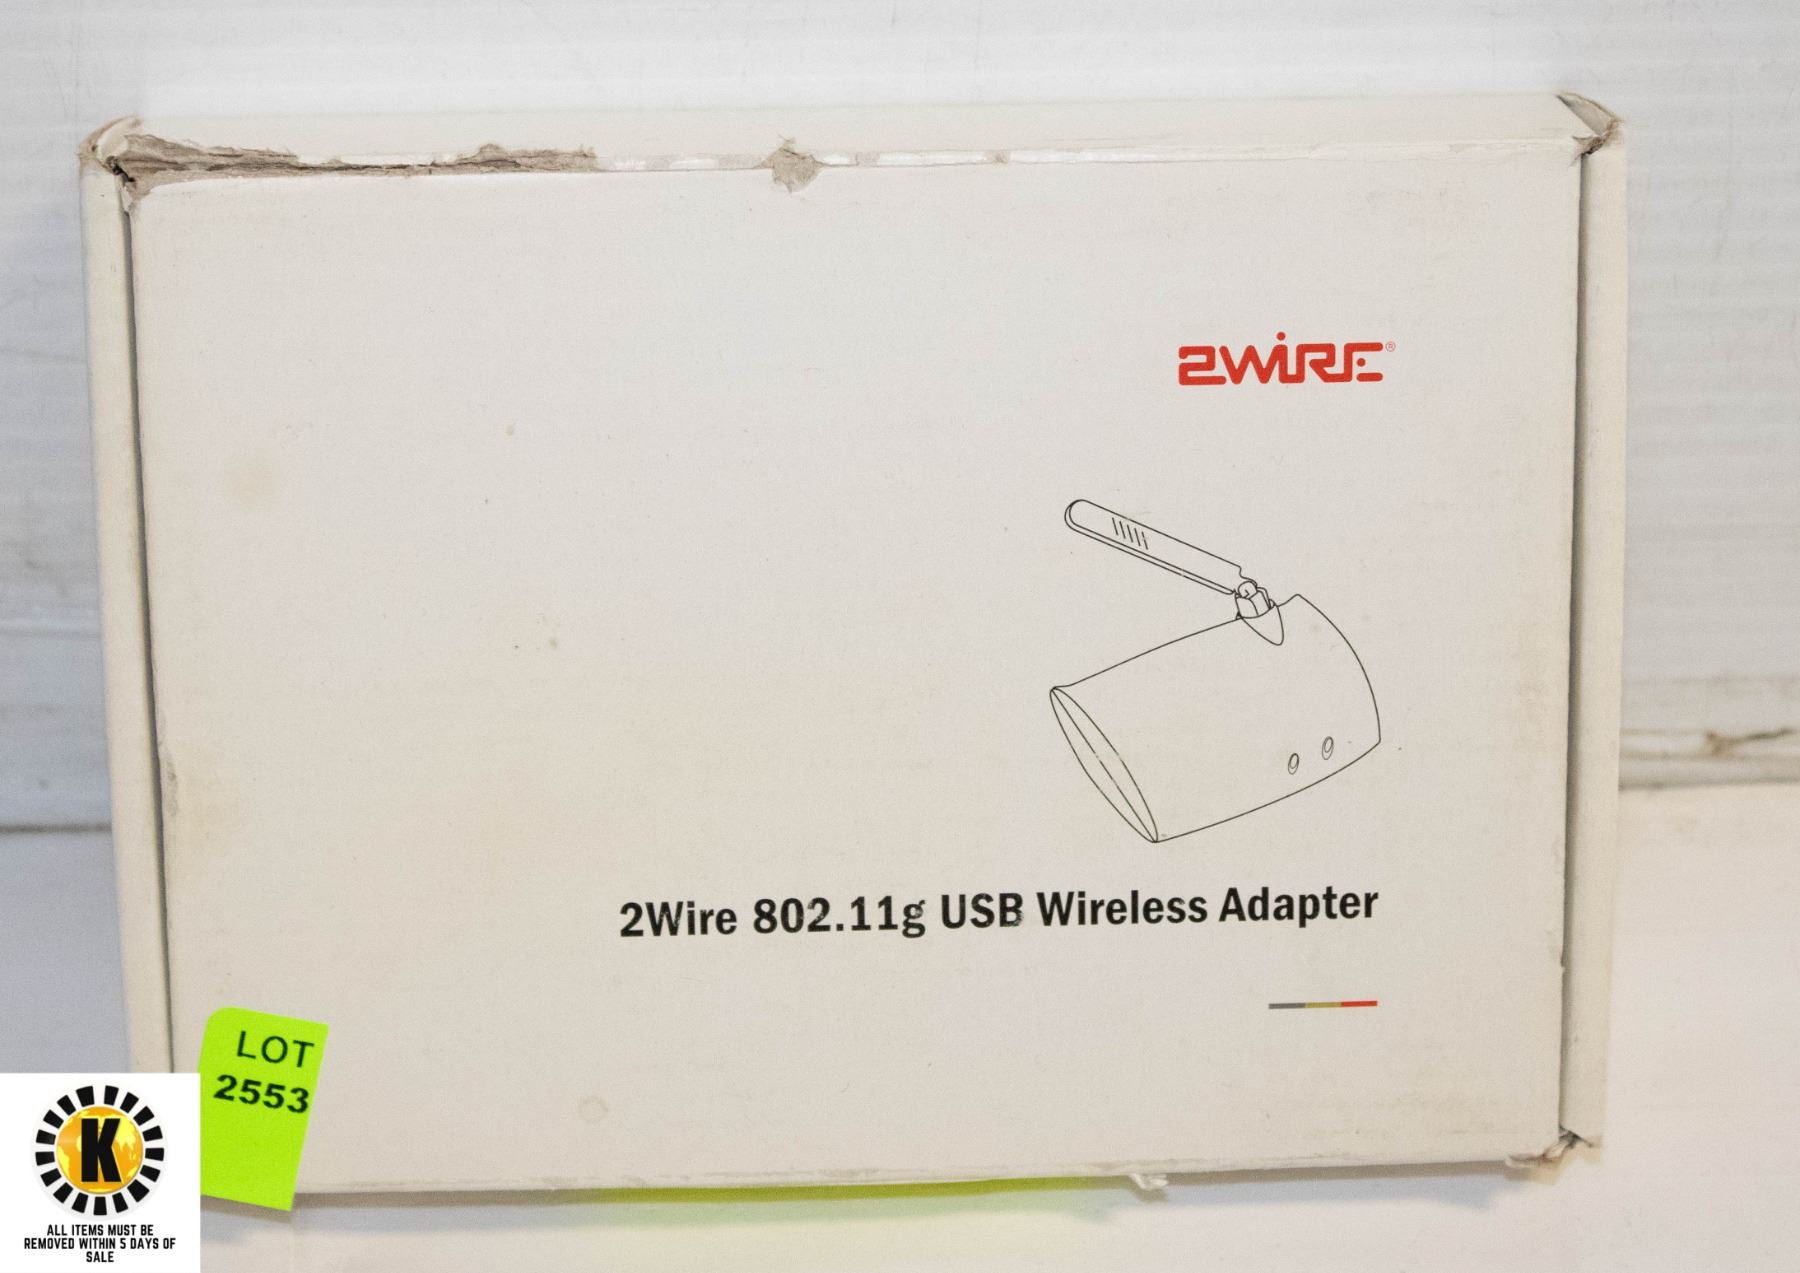 2WiRE®
2Wire 802.11g USB Wireless Adapter
LOT
2553
K
ALL ITEMS MUST BE
REMOVED WITHIN 5 DAYS OF
SALE